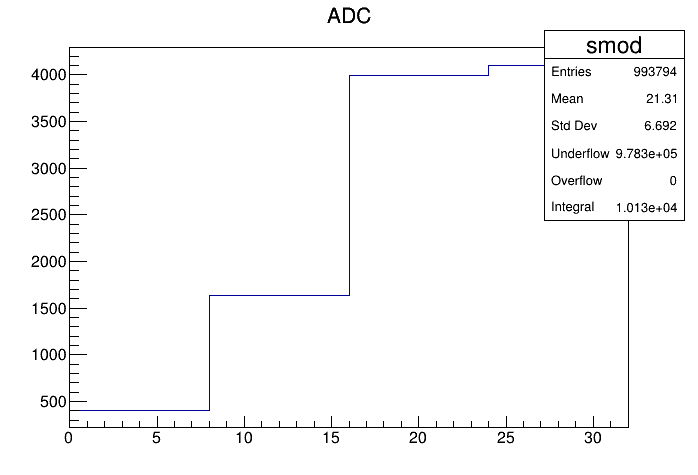 ADC
smod
Entries 993794
Mean 21.31
Std Dev 6.692
Underflow 9.783e+05
Overflow 0
Integral 1.013e+04
4000
3500
3000
2500
2000
1500
1000
500
0 5 10 15 20 25 30